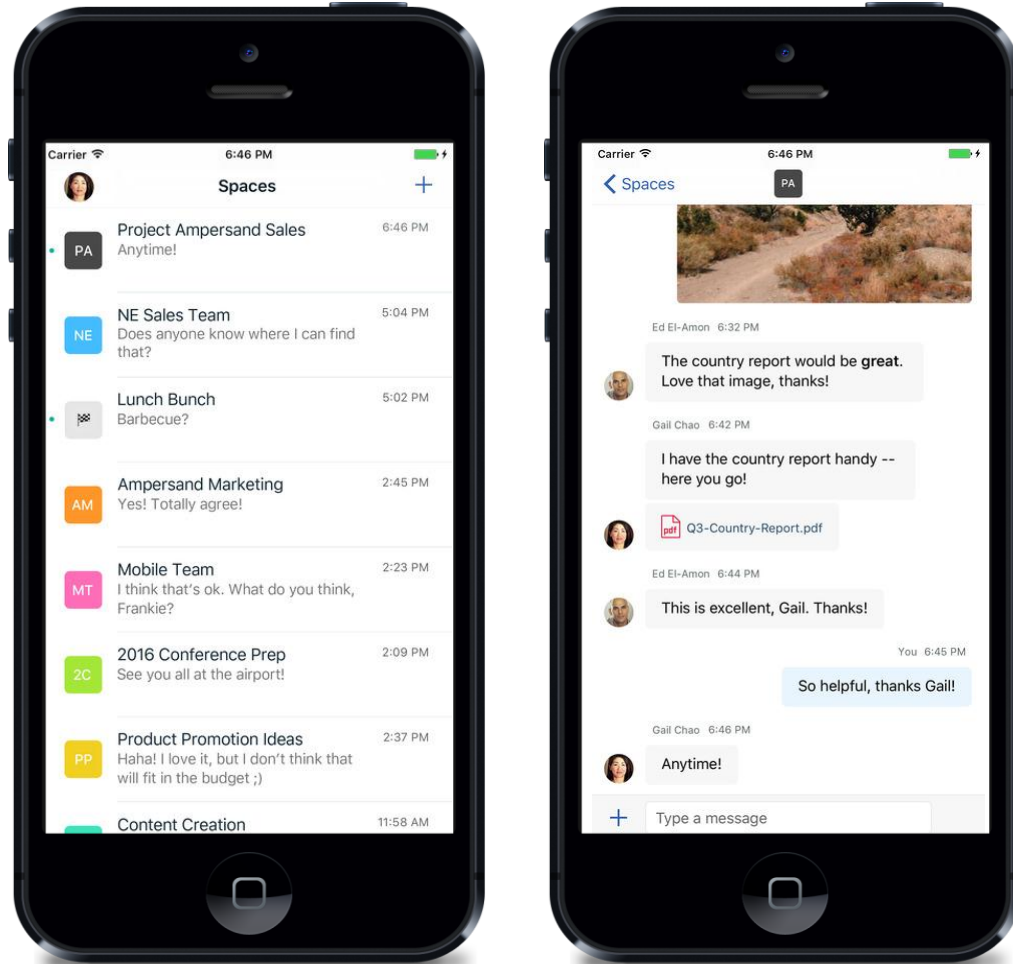 Carrier
6:46 PM
Spaces
+
PA
Project Ampersand Sales
6:46 PM
Anytime!
NE
NE Sales Team
5:04 PM
Does anyone know where I can find
that?
Lunch Bunch
5:02 PM
Barbecue?
AM
Ampersand Marketing
2:45 PM
Yes! Totally agree!
MT
Mobile Team
2:23 PM
I think that's ok. What do you think,
Frankie?
2C
2016 Conference Prep
2:09 PM
See you all at the airport!
PP
Product Promotion Ideas
2:37 PM
Haha! I love it, but I don't think that
will fit in the budget ;)
Content Creation
11:58 AM
Carrier
6:46 PM
Spaces
PA
Ed El-Amon 6:32 PM
The country report would be great.
Love that image, thanks!
Gail Chao 6:42 PM
I have the country report handy --
here you go!
pdf Q3-Country-Report.pdf
Ed El-Amon 6:44 PM
This is excellent, Gail. Thanks!
You 6:45 PM
So helpful, thanks Gail!
Gail Chao 6:46 PM
Anytime!
+
Type a message